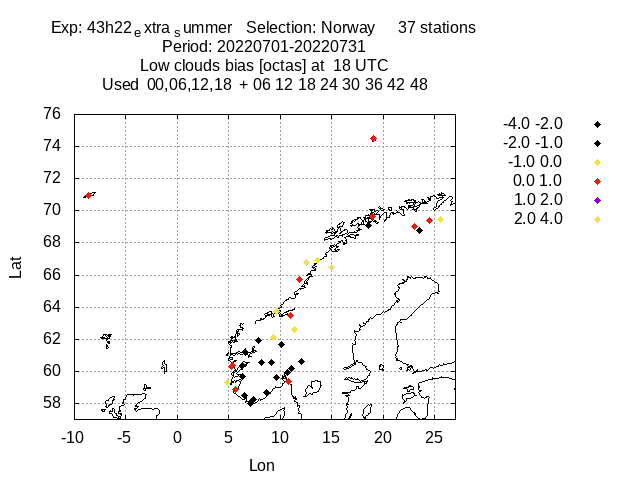 Exp: 43h22extra summer Selection: Norway 37 stations
Period: 20220701-20220731
Low clouds bias [octas] at 18 UTC
Used 00,06,12,18 + 06 12 18 24 30 36 42 48
76
74
72
70
68
66
64
62
60
58
Lat
-10 -5 0 5 10 15 20 25
Lon
-4.0 -2.0
-2.0 -1.0
-1.0 0.0
0.0 1.0
1.0 2.0
2.0 4.0